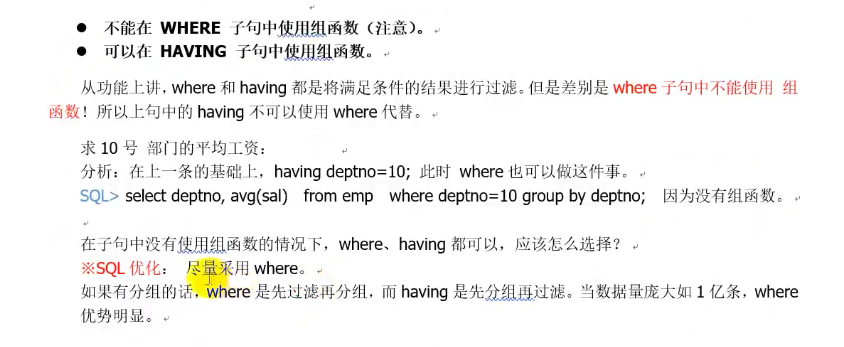 ● 不能在 WHERE 子句中使用组函数（注意）。
● 可以在 HAVING 子句中使用组函数。
从功能上讲，where 和 having 都是将满足条件的结果进行过滤。但是差别是 where 子句中不能使用 组
函数！所以上句中的 having 不可以使用 where 代替。
求 10 号 部门的平均工资：
分析：在上一条的基础上，having deptno=10; 此时 where 也可以做这件事。
SQL> select deptno, avg(sal) from emp where deptno=10 group by deptno; 因为没有组函数。
在子句中没有使用组函数的情况下，where、having 都可以，应该怎么选择？
※SQL 优化： 尽量采用 where。
如果有分组的话，where 是先过滤再分组，而 having 是先分组再过滤。当数据量庞大如 1 亿条，where
优势明显。